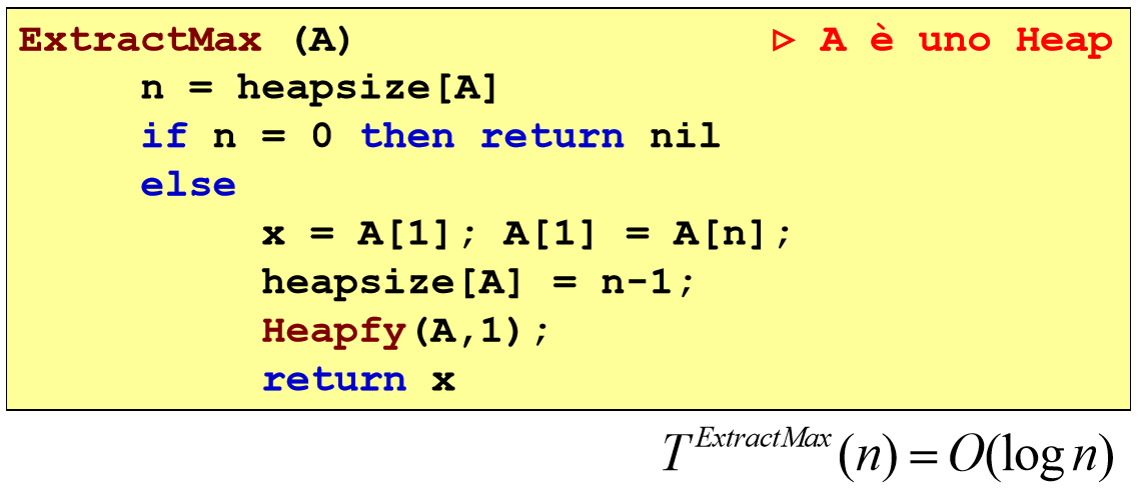 ExtractMax (A) ▷ A è uno Heap
n = heapsize[A]
if n = 0 then return nil
else
x = A[1]; A[1] = A[n];
heapsize[A] = n-1;
Heapfy(A,1);
return x
T^{ExtractMax}(n) = O(log n)